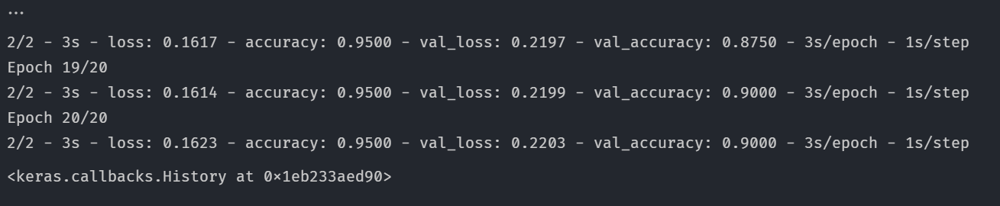 ...
2/2 - 3s - loss: 0.1617 - accuracy: 0.9500 - val_loss: 0.2197 - val_accuracy: 0.8750 - 3s/epoch - 1s/step
Epoch 19/20
2/2 - 3s - loss: 0.1614 - accuracy: 0.9500 - val_loss: 0.2199 - val_accuracy: 0.9000 - 3s/epoch - 1s/step
Epoch 20/20
2/2 - 3s - loss: 0.1623 - accuracy: 0.9500 - val_loss: 0.2203 - val_accuracy: 0.9000 - 3s/epoch - 1s/step
<keras.callbacks.History at 0x1eb233aed90>